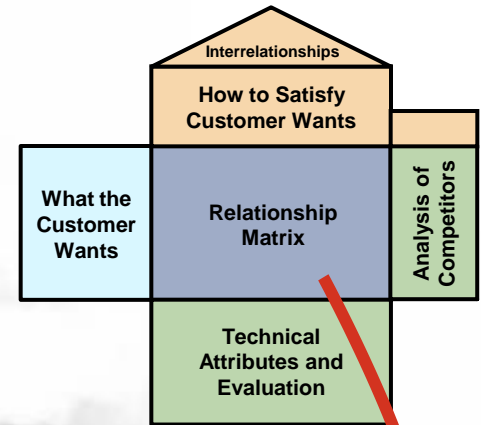 Interrelationships
How to Satisfy
Customer Wants
What the
Customer
Wants
Relationship
Matrix
Analysis of
Competitors
Technical
Attributes and
Evaluation